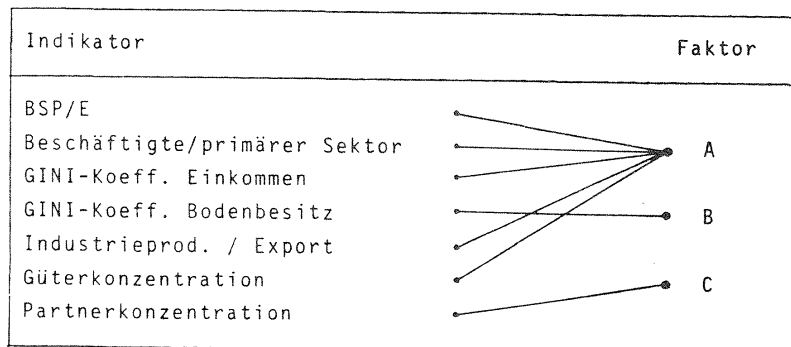 Indikator Faktor
BSP/E
Beschäftigte/primärer Sektor A
GINI-Koeff. Einkommen
GINI-Koeff. Bodenbesitz B
Industrieprod. / Export
Güterkonzentration C
Partnerkonzentration